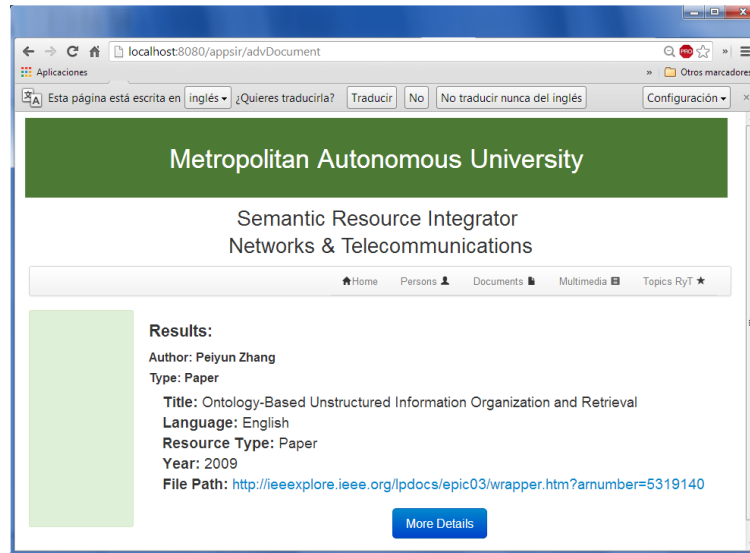 localhost:8080/appsir/advDocument
PRO
Aplicaciones
» Otros marcadores
Esta página está escrita en inglés ¿Quieres traducirla? Traducir No No traducir nunca del inglés Configuración
Metropolitan Autonomous University
Semantic Resource Integrator
Networks & Telecommunications
Home Persons Documents Multimedia Topics RyT
Results:
Author: Peiyun Zhang
Type: Paper
Title: Ontology-Based Unstructured Information Organization and Retrieval
Language: English
Resource Type: Paper
Year: 2009
File Path: http://ieeexplore.ieee.org/lpdocs/epic03/wrapper.htm?arnumber=5319140
More Details